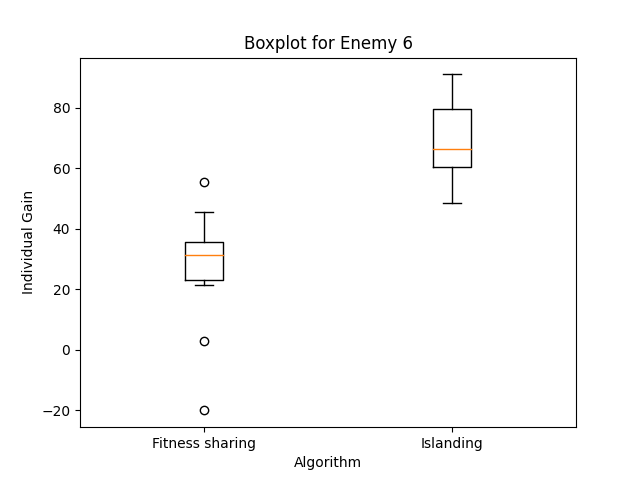 Boxplot for Enemy 6
Individual Gain
80
60
40
20
0
−20
Fitness sharing
Islanding
Algorithm